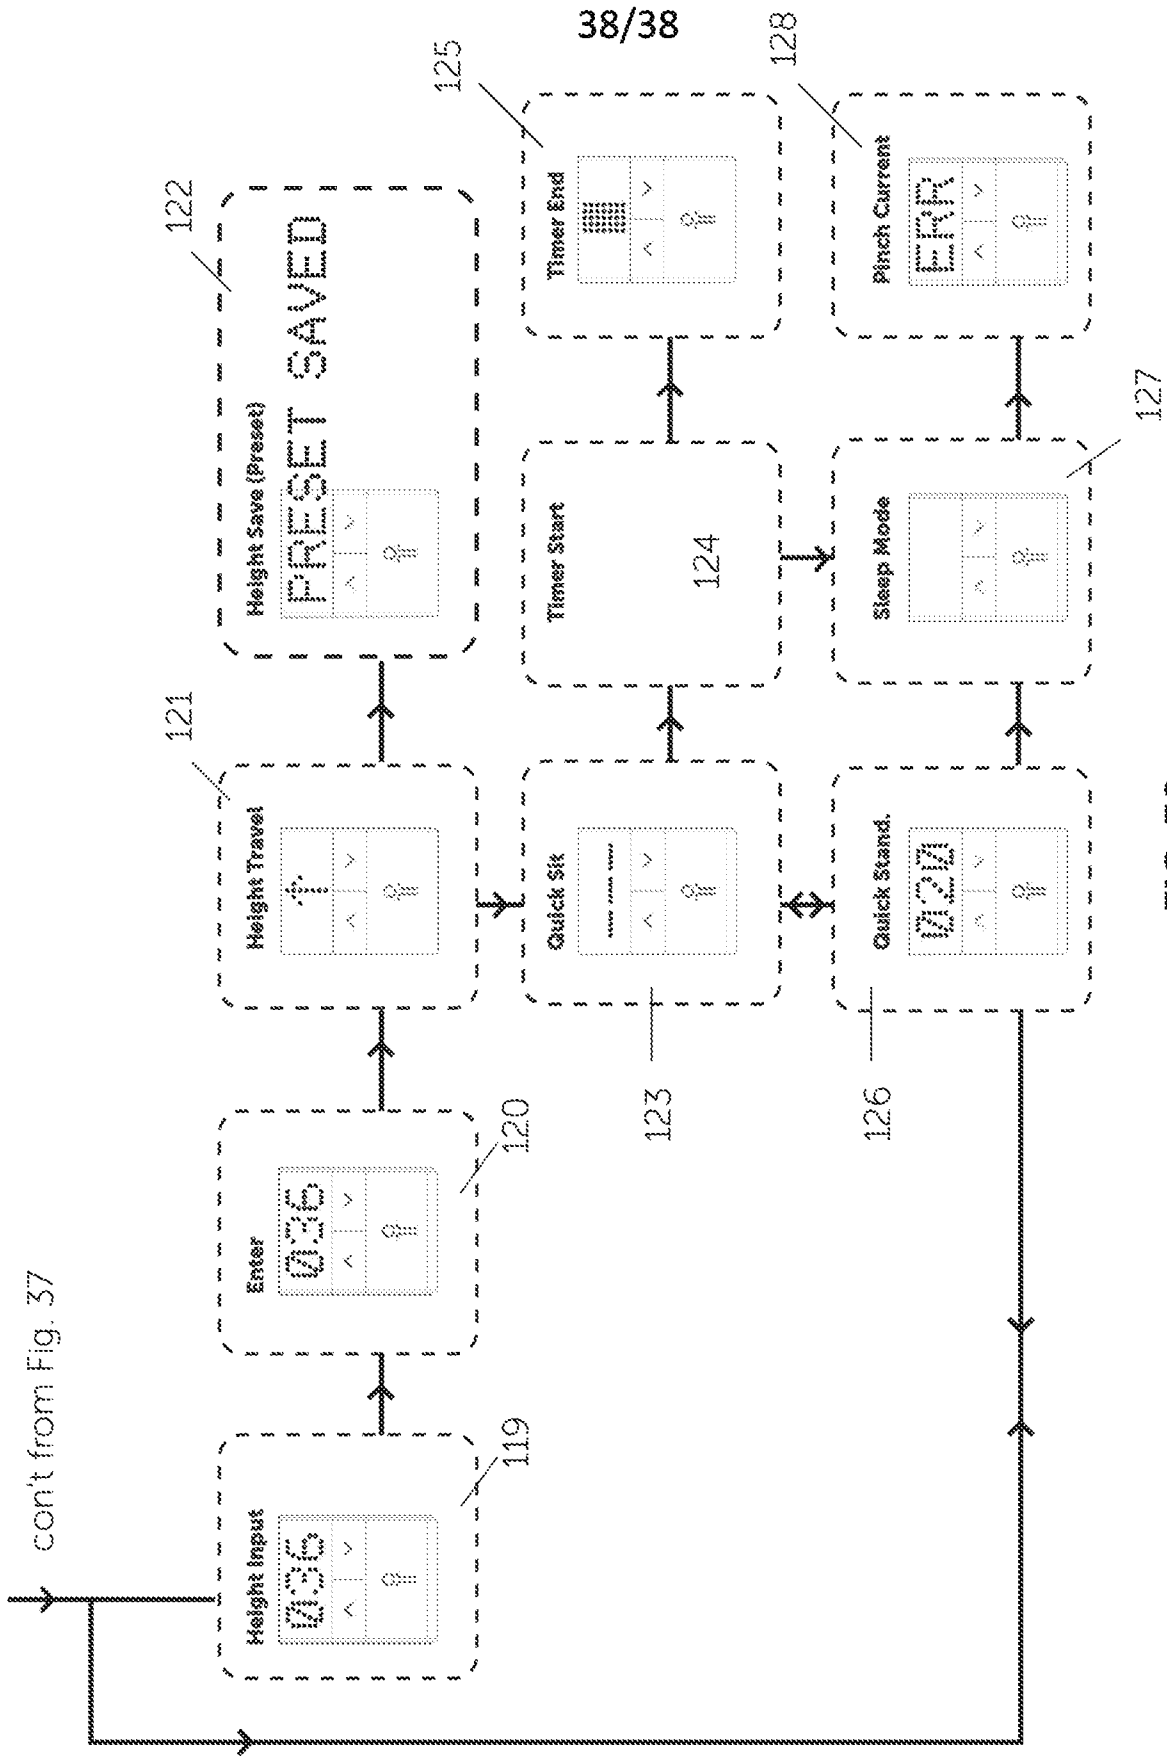 38/38
con't from Fig. 37
Height Input
036
119
Enter
036
120
Height Travel
121
Height Save (Preset)
PRESET SAVED
122
Quick Sit
---
123
Timer Start
124
Timer End
125
Quick Stand.
020
126
Sleep Mode
127
Pinch Current
ERR
128